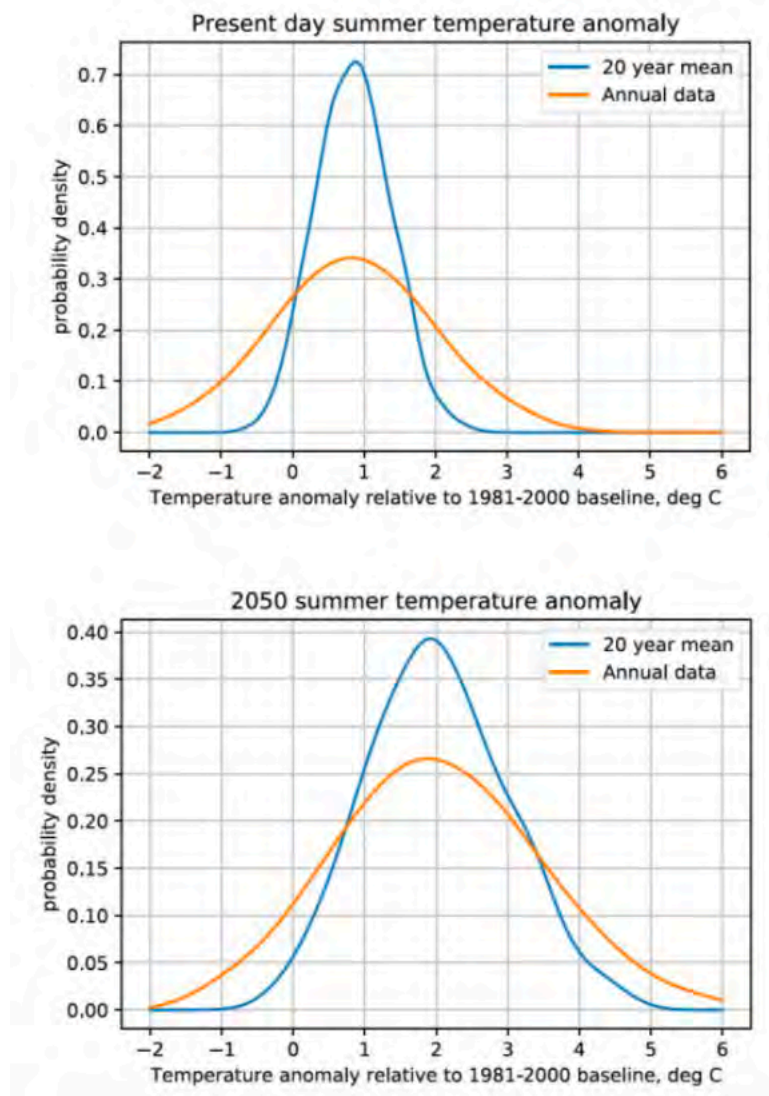 Present day summer temperature anomaly
20 year mean
Annual data
0.7
0.6
0.5
0.4
0.3
0.2
0.1
0.0
probability density
−2 −1 0 1 2 3 4 5 6
Temperature anomaly relative to 1981-2000 baseline, deg C
2050 summer temperature anomaly
20 year mean
Annual data
0.40
0.35
0.30
0.25
0.20
0.15
0.10
0.05
0.00
probability density
−2 −1 0 1 2 3 4 5 6
Temperature anomaly relative to 1981-2000 baseline, deg C